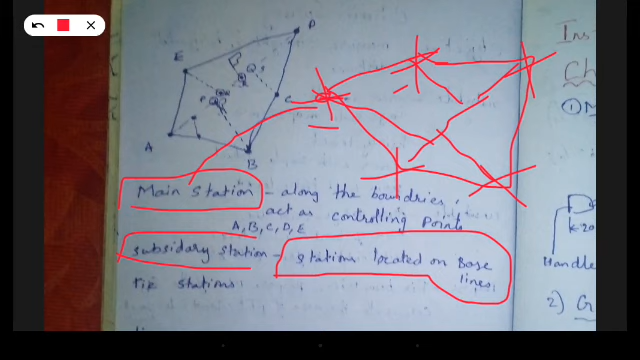 D
E
C
A
B
Main Station - along the boundries,
act as controlling points
A, B, C, D, E
subsidary station - stations located on Base
lines.
tie stations.
Handle
2)